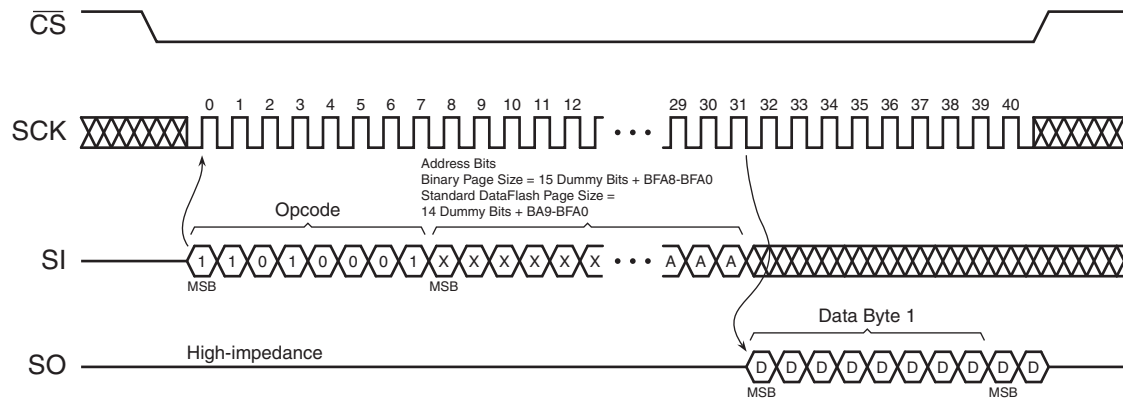 CS
SCK
0 1 2 3 4 5 6 7 8 9 10 11 12 29 30 31 32 33 34 35 36 37 38 39 40
Address Bits
Binary Page Size = 15 Dummy Bits + BFA8-BFA0
Standard DataFlash Page Size =
14 Dummy Bits + BA9-BFA0
Opcode
SI
1 1 0 1 0 0 0 1 X X X X X X A A A
MSB MSB
Data Byte 1
High-impedance
SO
D D D D D D D D D D
MSB MSB